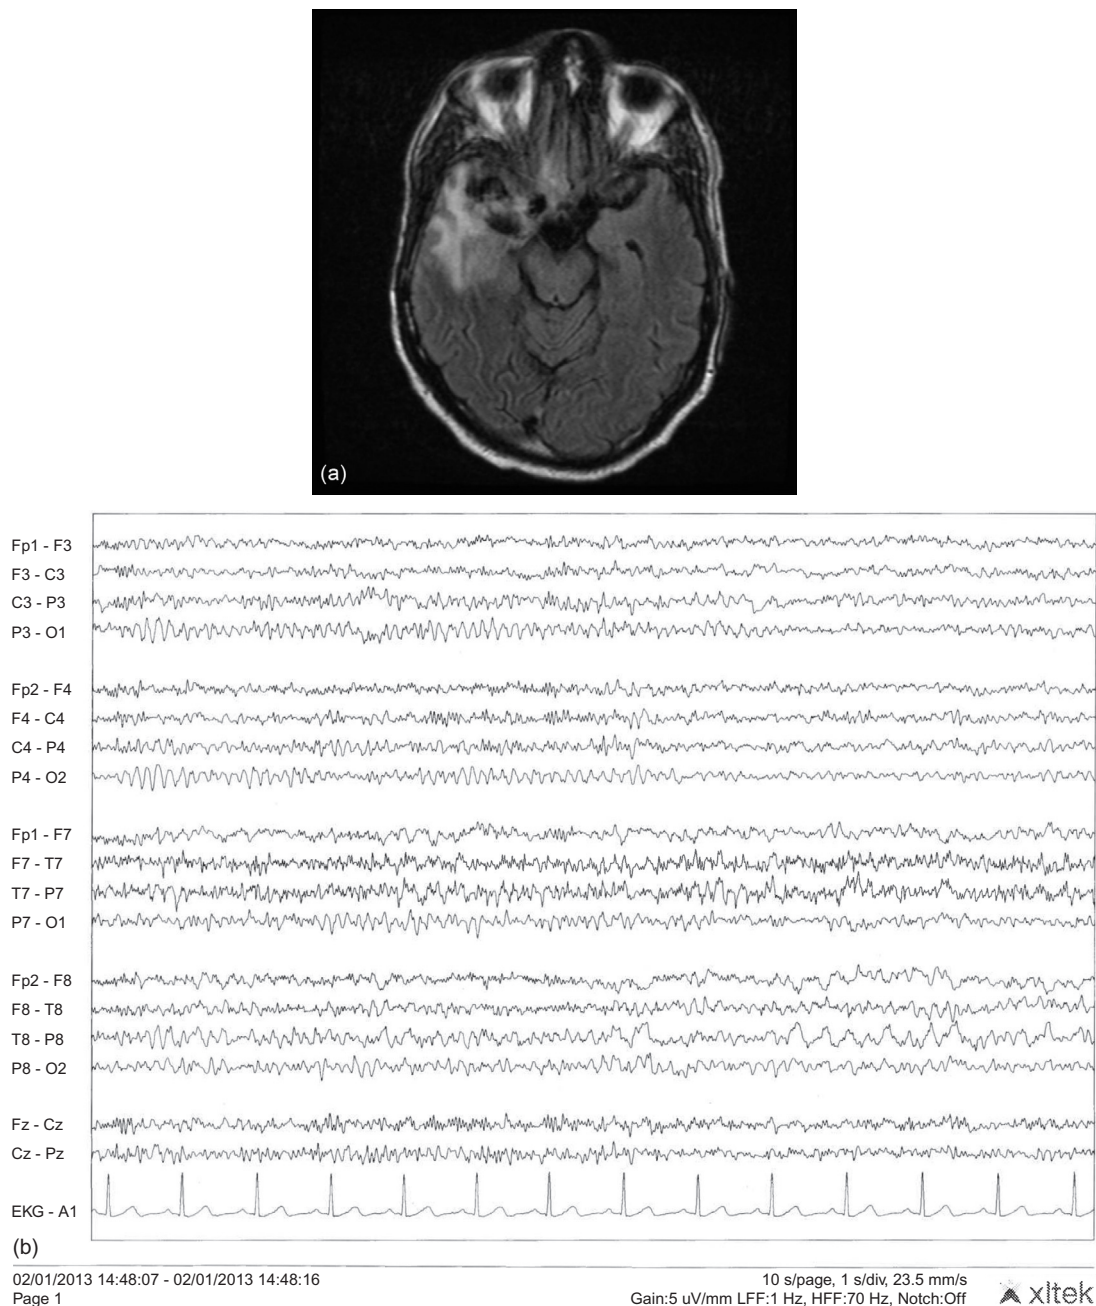 (a)
Fp1 - F3
F3 - C3
C3 - P3
P3 - O1
Fp2 - F4
F4 - C4
C4 - P4
P4 - O2
Fp1 - F7
F7 - T7
T7 - P7
P7 - O1
Fp2 - F8
F8 - T8
T8 - P8
P8 - O2
Fz - Cz
Cz - Pz
EKG - A1
(b)
02/01/2013 14:48:07 - 02/01/2013 14:48:16
Page 1
10 s/page, 1 s/div, 23.5 mm/s
Gain:5 uV/mm LFF:1 Hz, HFF:70 Hz, Notch:Off
xltek